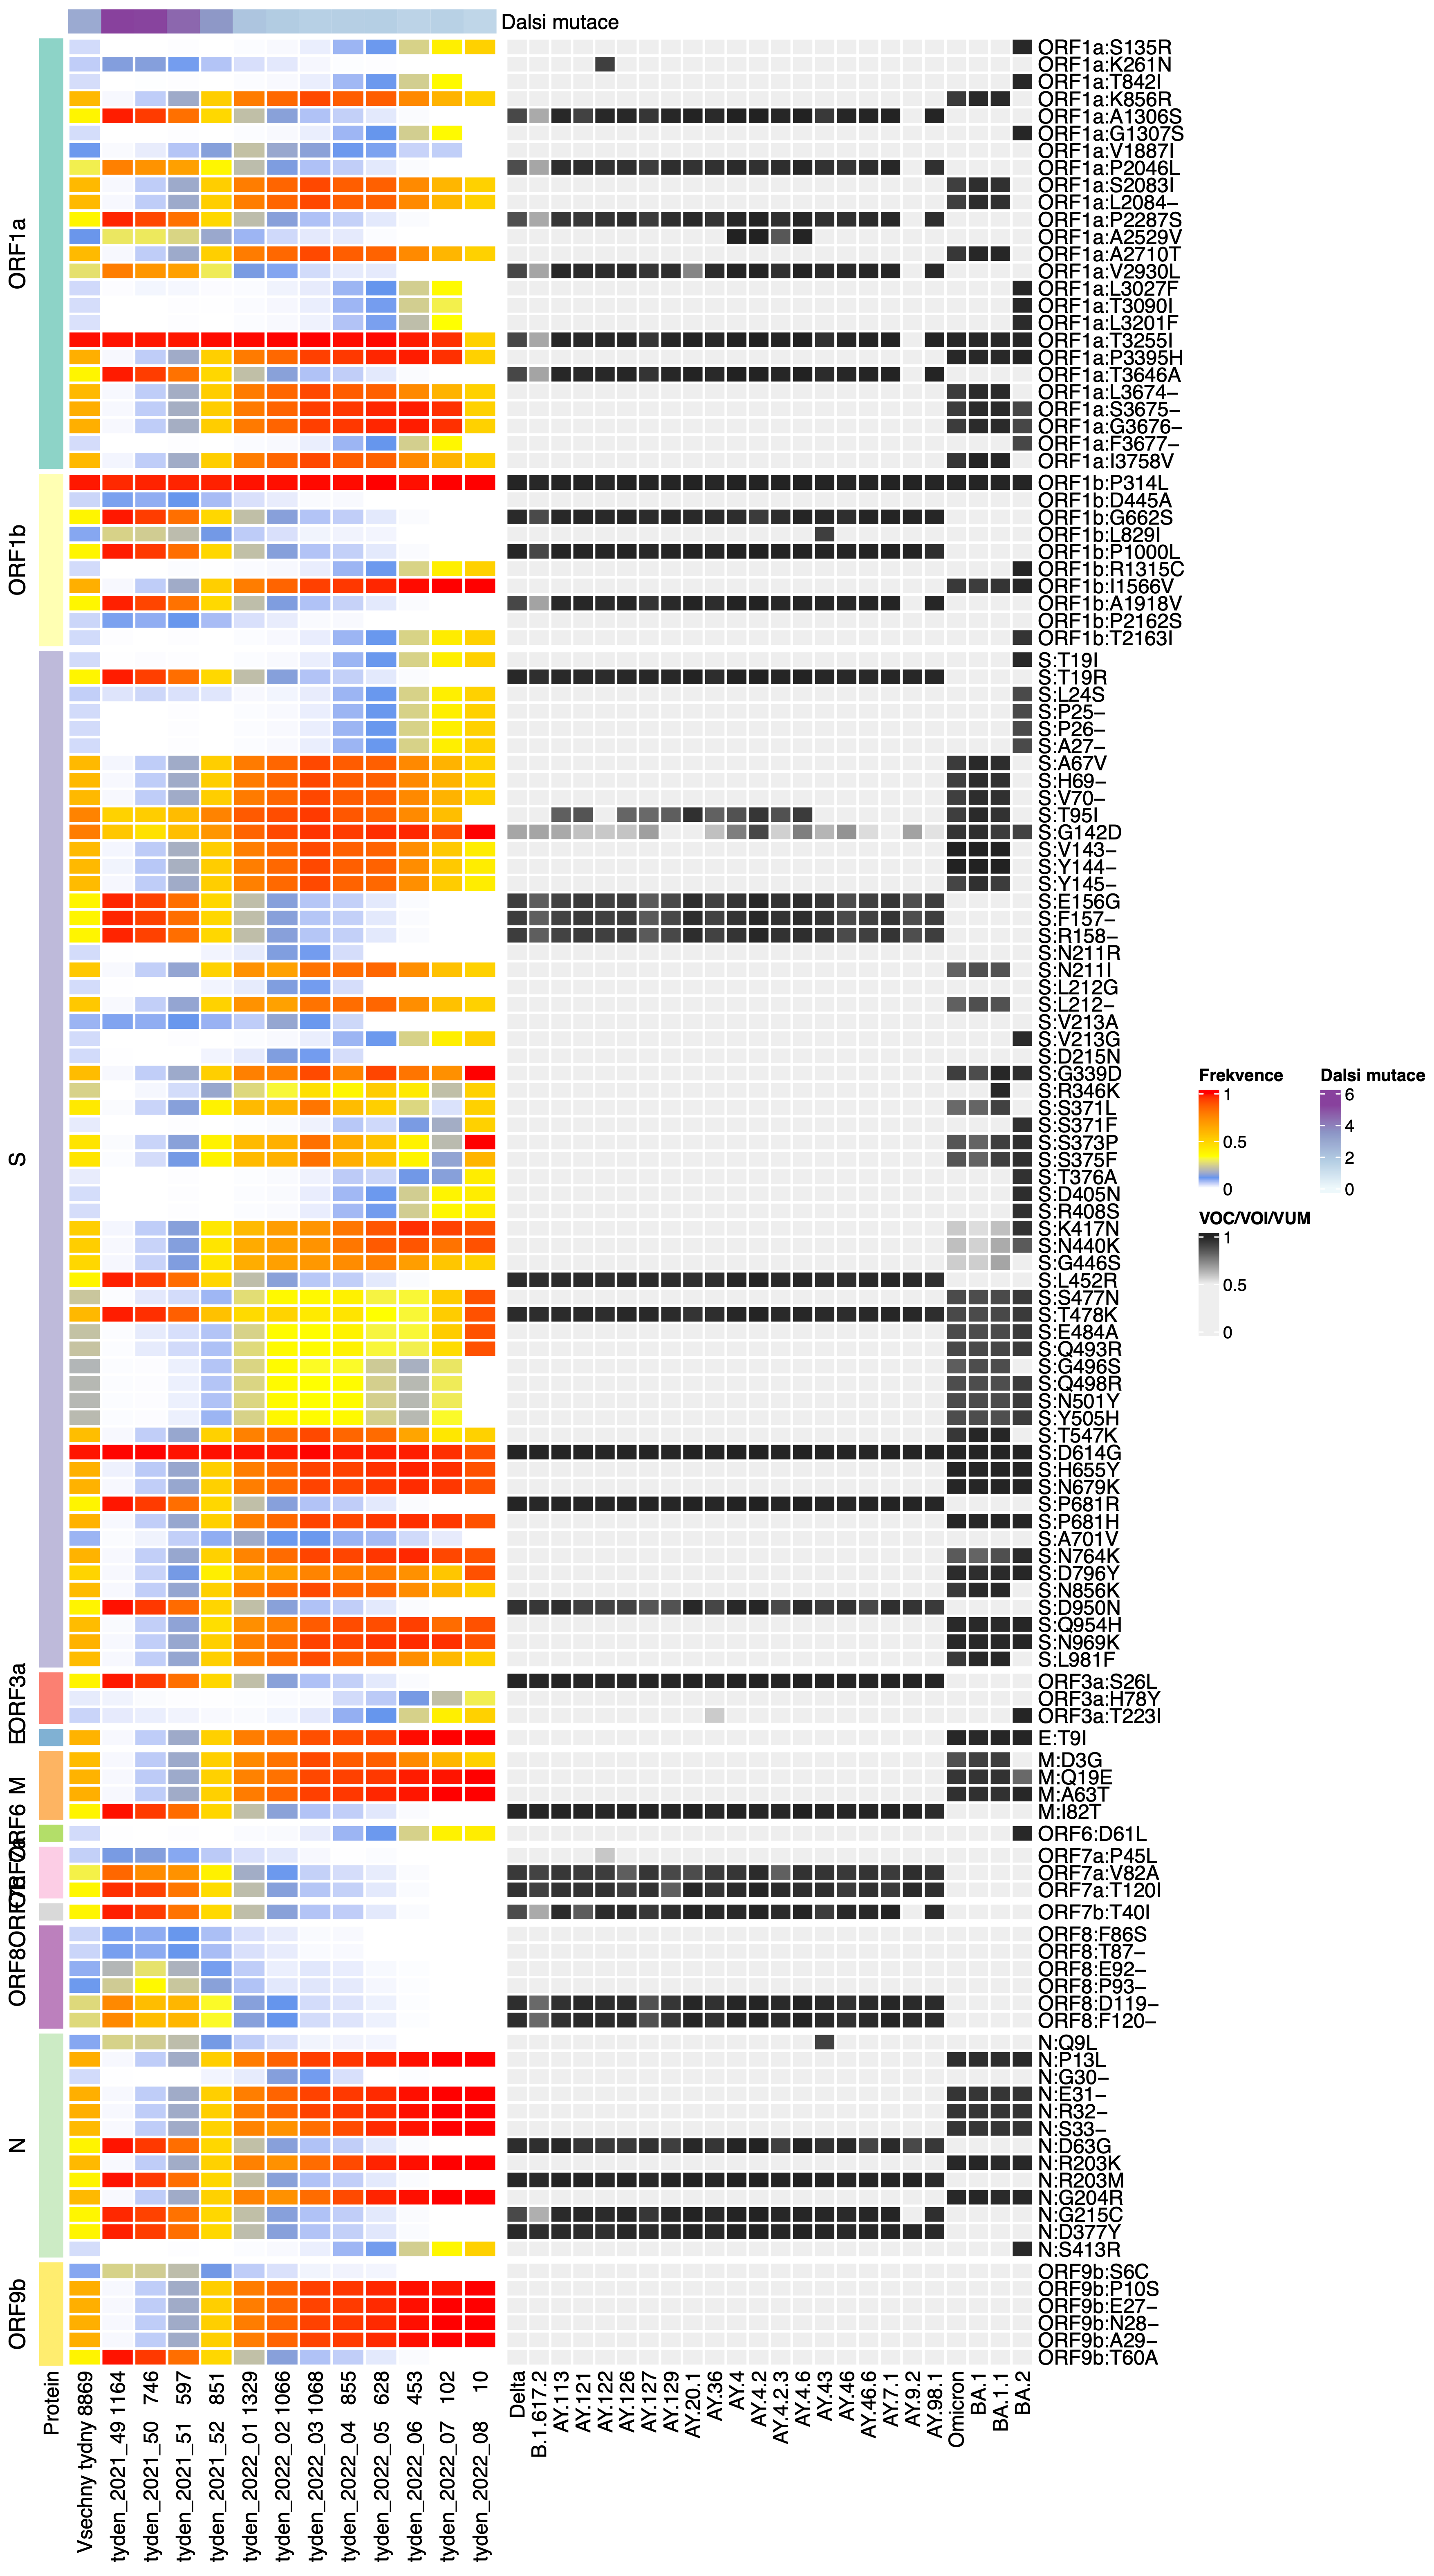 Dalsi mutace
ORF1a
ORF1a:S135R
ORF1a:K261N
ORF1a:T842I
ORF1a:K856R
ORF1a:A1306S
ORF1a:G1307S
ORF1a:V1887I
ORF1a:P2046L
ORF1a:S2083I
ORF1a:L2084–
ORF1a:P2287S
ORF1a:A2529V
ORF1a:A2710T
ORF1a:V2930L
ORF1a:L3027F
ORF1a:T3090I
ORF1a:L3201F
ORF1a:T3255I
ORF1a:P3395H
ORF1a:T3646A
ORF1a:L3674–
ORF1a:S3675–
ORF1a:G3676–
ORF1a:F3677–
ORF1a:I3758V
ORF1b
ORF1b:P314L
ORF1b:D445A
ORF1b:G662S
ORF1b:L829I
ORF1b:P1000L
ORF1b:R1315C
ORF1b:I1566V
ORF1b:A1918V
ORF1b:P2162S
ORF1b:T2163I
S
S:T19I
S:T19R
S:L24S
S:P25–
S:P26–
S:A27–
S:A67V
S:H69–
S:V70–
S:T95I
S:G142D
S:V143–
S:Y144–
S:Y145–
S:E156G
S:F157–
S:R158–
S:N211R
S:N211I
S:L212G
S:L212–
S:V213A
S:V213G
S:D215N
S:G339D
S:R346K
S:S371L
S:S371F
S:S373P
S:S375F
S:T376A
S:D405N
S:R408S
S:K417N
S:N440K
S:G446S
S:L452R
S:S477N
S:T478K
S:E484A
S:Q493R
S:G496S
S:Q498R
S:N501Y
S:Y505H
S:T547K
S:D614G
S:H655Y
S:N679K
S:P681R
S:P681H
S:A701V
S:N764K
S:D796Y
S:N856K
S:D950N
S:Q954H
S:N969K
S:L981F
ORF3a
ORF3a:S26L
ORF3a:H78Y
ORF3a:T223I
E
E:T9I
M
M:D3G
M:Q19E
M:A63T
M:I82T
ORF6
ORF6:D61L
ORF7a:P45L
ORF7a:V82A
ORF7a:T120I
ORF7b:T40I
ORF8
ORF8:F86S
ORF8:T87–
ORF8:E92–
ORF8:P93–
ORF8:D119–
ORF8:F120–
N
N:Q9L
N:P13L
N:G30–
N:E31–
N:R32–
N:S33–
N:D63G
N:R203K
N:R203M
N:G204R
N:G215C
N:D377Y
N:S413R
ORF9b
ORF9b:S6C
ORF9b:P10S
ORF9b:E27–
ORF9b:N28–
ORF9b:A29–
ORF9b:T60A
Protein
Vsechny tydny 8869
tyden_2021_49 1164
tyden_2021_50 746
tyden_2021_51 597
tyden_2021_52 851
tyden_2022_01 1329
tyden_2022_02 1066
tyden_2022_03 1068
tyden_2022_04 855
tyden_2022_05 628
tyden_2022_06 453
tyden_2022_07 102
tyden_2022_08 10
Delta
B.1.617.2
AY.113
AY.121
AY.122
AY.126
AY.127
AY.129
AY.20.1
AY.36
AY.4
AY.4.2
AY.4.2.3
AY.4.6
AY.43
AY.46
AY.46.6
AY.7.1
AY.9.2
AY.98.1
Omicron
BA.1
BA.1.1
BA.2
Frekvence
1
0.5
0
Dalsi mutace
6
4
2
0
VOC/VOI/VUM
1
0.5
0